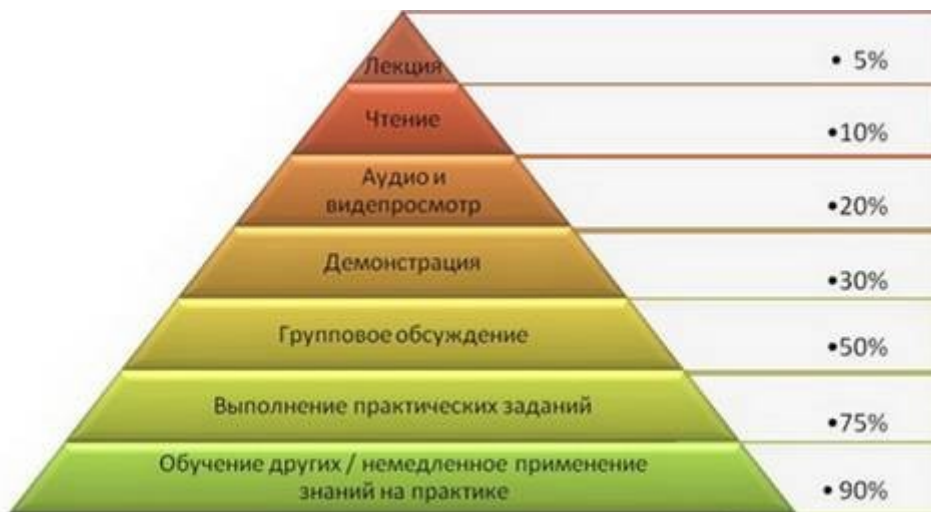 Лекция
• 5%
Чтение
•10%
Аудио и
видепросмотр
•20%
Демонстрация
•30%
Групповое обсуждение
•50%
Выполнение практических заданий
•75%
Обучение других / немедленное применение
знаний на практике
• 90%